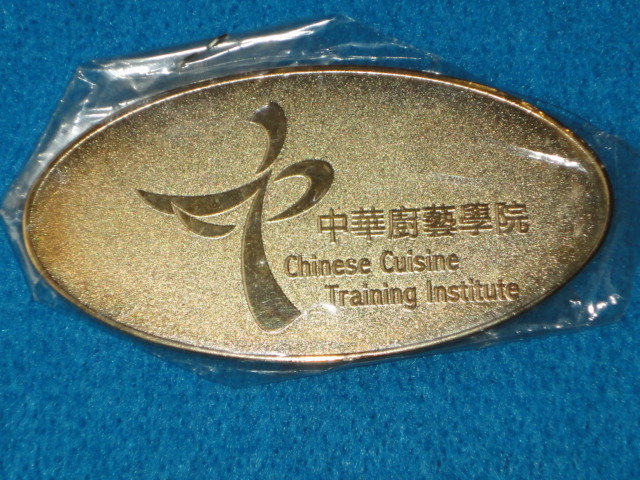 中華廚藝學院
Chinese Cuisine
Training Institute